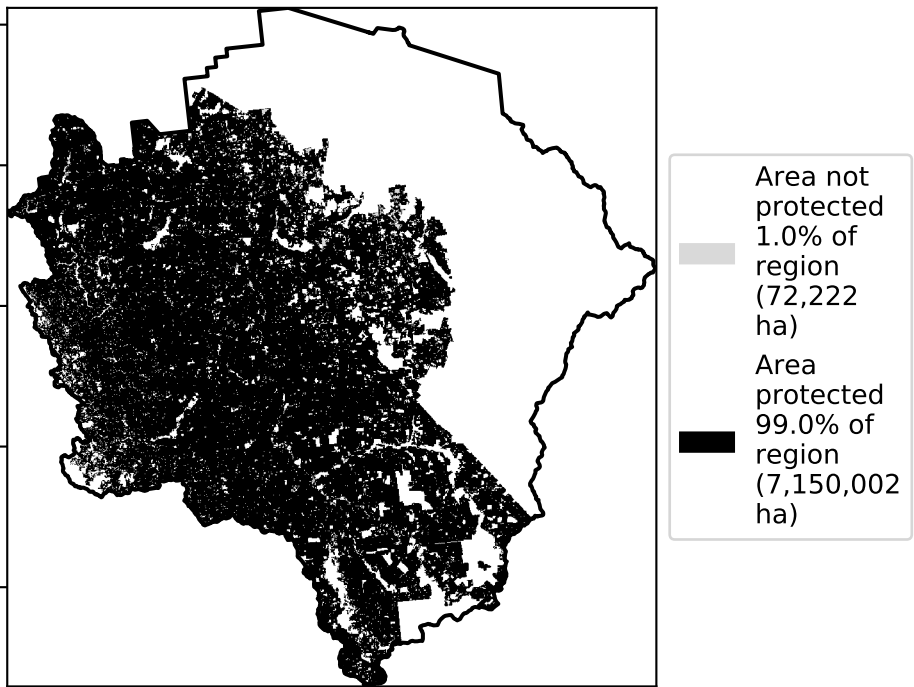 Area not
protected
1.0% of
region
(72,222
ha)
Area
protected
99.0% of
region
(7,150,002
ha)